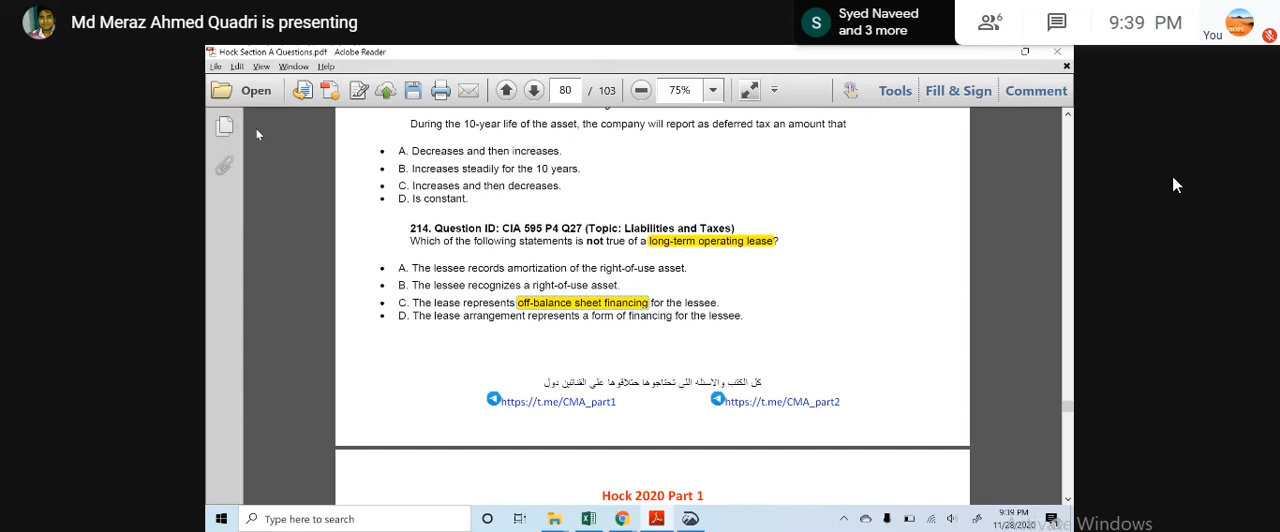 Md Meraz Ahmed Quadri is presenting
S
Syed Naveed
and 3 more
6
9:39 PM
You
Hock Section A Questions.pdf - Adobe Reader
File Edit View Window Help
Open
80 / 103
75%
Tools Fill & Sign Comment
During the 10-year life of the asset, the company will report as deferred tax an amount that
• A. Decreases and then increases.
• B. Increases steadily for the 10 years.
• C. Increases and then decreases.
• D. Is constant.
214. Question ID: CIA 595 P4 Q27 (Topic: Liabilities and Taxes)
Which of the following statements is not true of a long-term operating lease?
• A. The lessee records amortization of the right-of-use asset.
• B. The lessee recognizes a right-of-use asset.
• C. The lease represents off-balance sheet financing for the lessee.
• D. The lease arrangement represents a form of financing for the lessee.
كل الكتب والاسئله اللي تحتاجوها حتلاقوها علي القناتين دول
https://t.me/CMA_part1 https://t.me/CMA_part2
Hock 2020 Part 1
Type here to search
9:39 PM
11/28/2020
Activate Windows